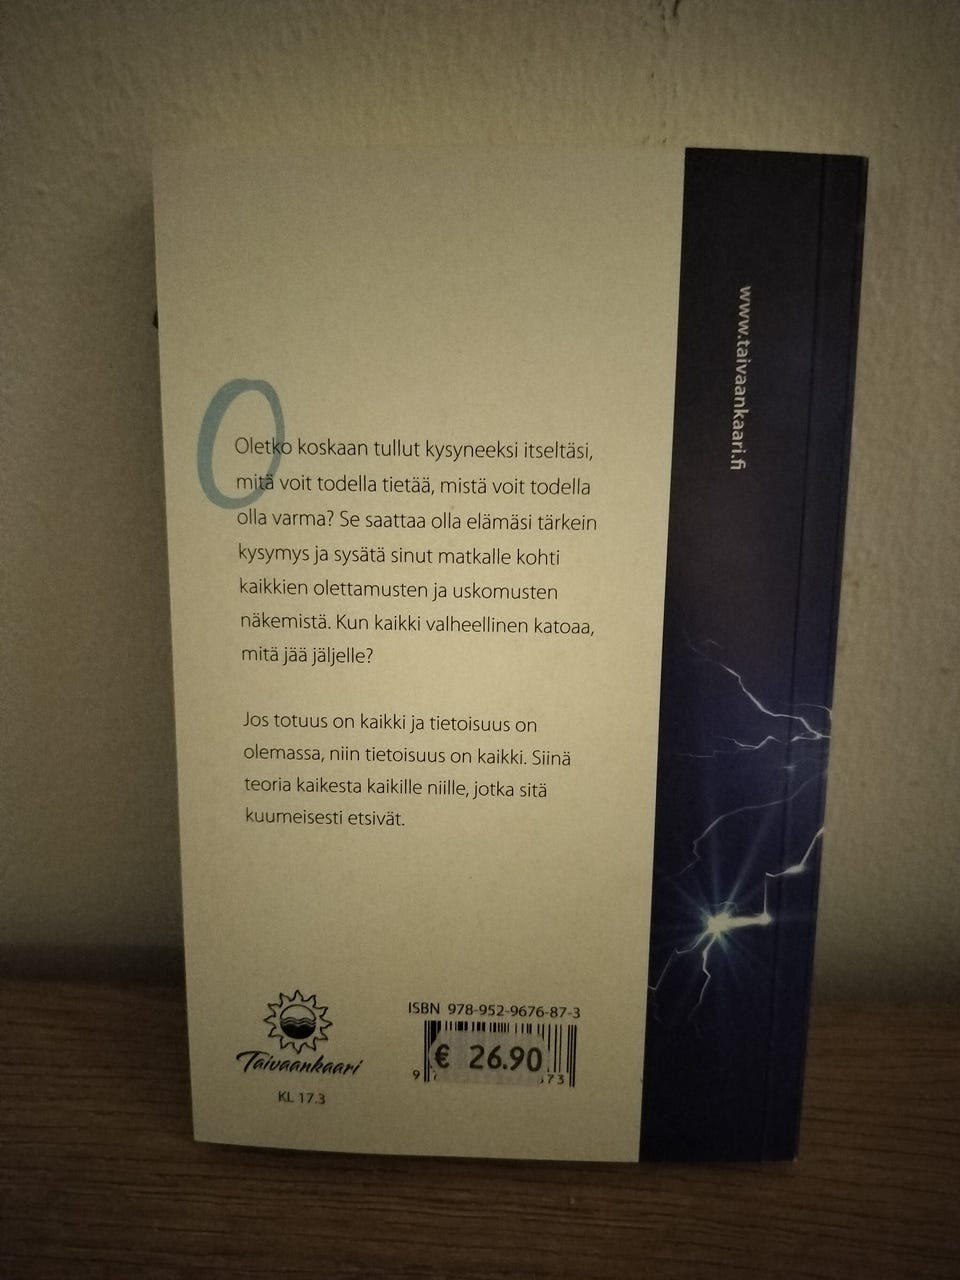 www.taivaankaari.fi
Oletko koskaan tullut kysyneeksi itseltäsi,
mitä voit todella tietää, mistä voit todella
olla varma? Se saattaa olla elämäsi tärkein
kysymys ja sysätä sinut matkalle kohti
kaikkien olettamusten ja uskomusten
näkemistä. Kun kaikki valheellinen katoaa,
mitä jää jäljelle?
Jos totuus on kaikki ja tietoisuus on
olemassa, niin tietoisuus on kaikki. Siinä
teoria kaikesta kaikille niille, jotka sitä
kuumeisesti etsivät.
Taivaankaari
KL 17.3
ISBN 978-952-9676-87-3
€ 26.90
9
73